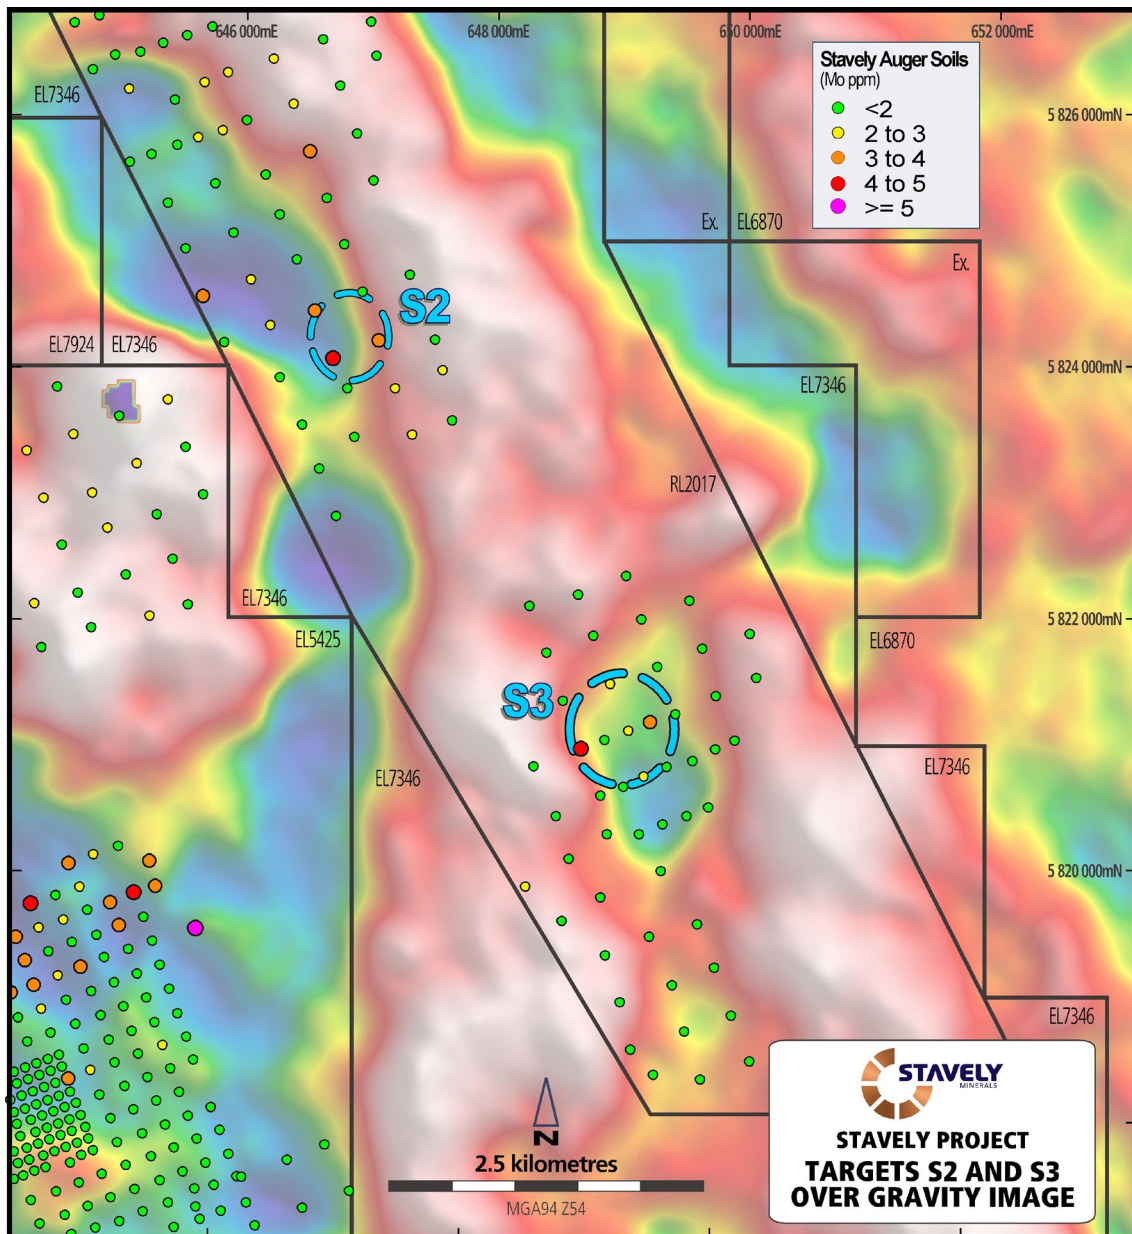 646 000mE
648 000mE
650 000mE
652 000mE
Stavely Auger Soils
(Mo ppm)
<2
2 to 3
3 to 4
4 to 5
>= 5
EL7346
5 826 000mN
Ex.
EL6870
Ex.
S2
EL7924
EL7346
5 824 000mN
EL7346
RL2017
EL7346
EL5425
5 822 000mN
EL6870
S3
EL7346
EL7346
5 820 000mN
EL7346
N
2.5 kilometres
MGA94 Z54
STAVELY
MINERALS
STAVELY PROJECT
TARGETS S2 AND S3
OVER GRAVITY IMAGE